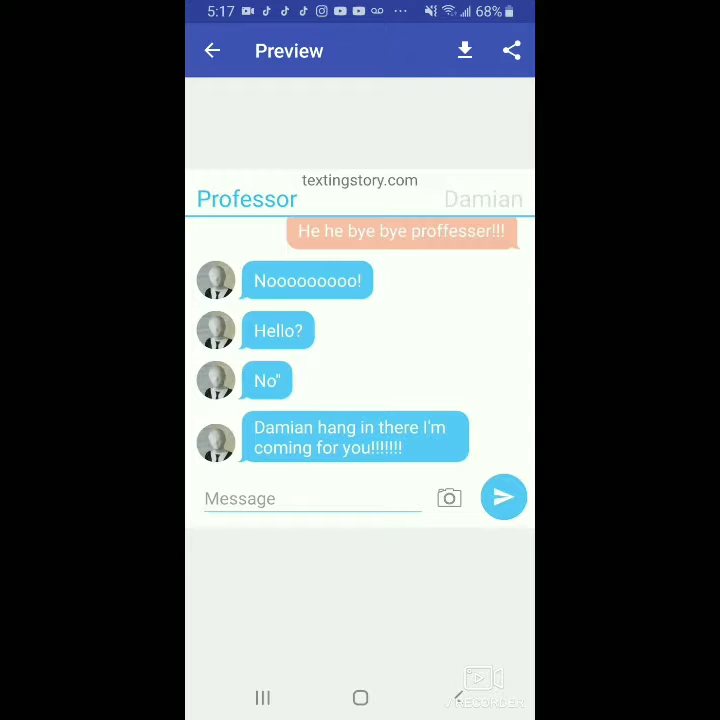 5:17
68%
Preview
textingstory.com
Professor
Damian
He he bye bye proffesser!!!
Nooooooooo!
Hello?
No"
Damian hang in there I'm
coming for you!!!!!!!
Message
V RECORDER